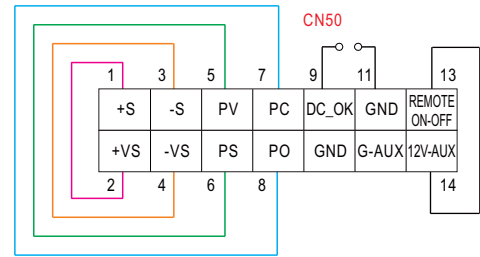 CN50
1 3 5 7 9 11 13
+S -S PV PC DC_OK GND REMOTE
ON-OFF
+VS -VS PS PO GND G-AUX 12V-AUX
2 4 6 8 14